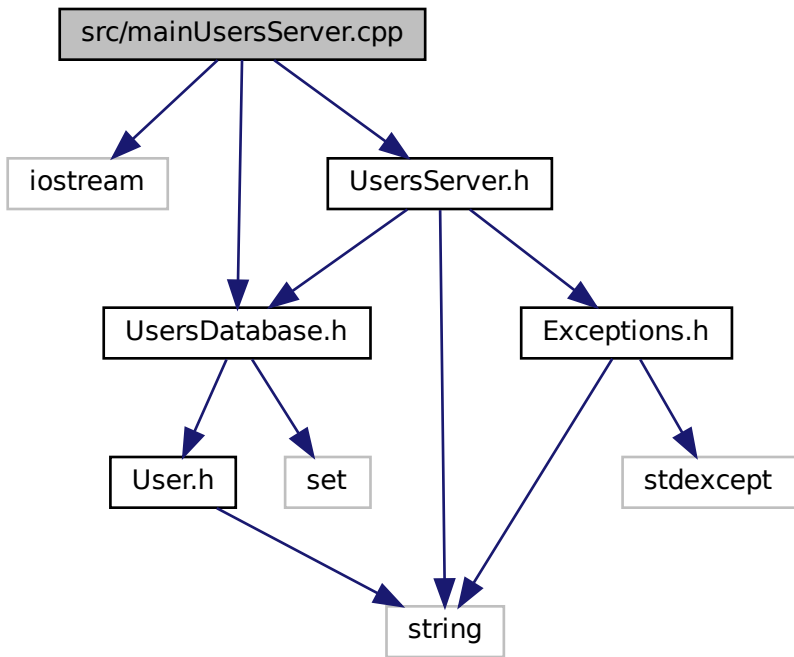 src/mainUsersServer.cpp
iostream
UsersServer.h
UsersDatabase.h
Exceptions.h
User.h
set
stdexcept
string